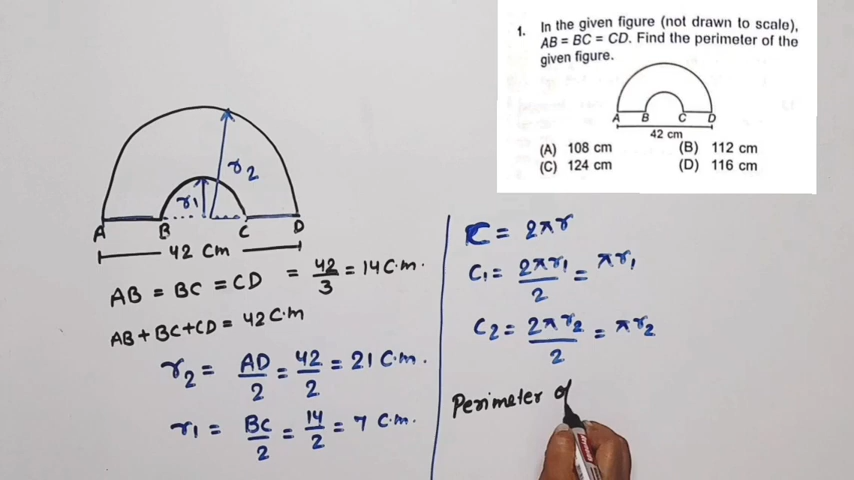 1. In the given figure (not drawn to scale),
AB = BC = CD. Find the perimeter of the
given figure.
A B C D
42 cm
(A) 108 cm (B) 112 cm
(C) 124 cm (D) 116 cm
r2
r1
A B C D
42 Cm
AB = BC = CD = 42/3 = 14 C.m.
AB+BC+CD = 42 C.m
r2 = AD/2 = 42/2 = 21 C.m.
r1 = BC/2 = 14/2 = 7 C.m.
C = 2πr
C1 = 2πr1/2 = πr1
C2 = 2πr2/2 = πr2
Perimeter of